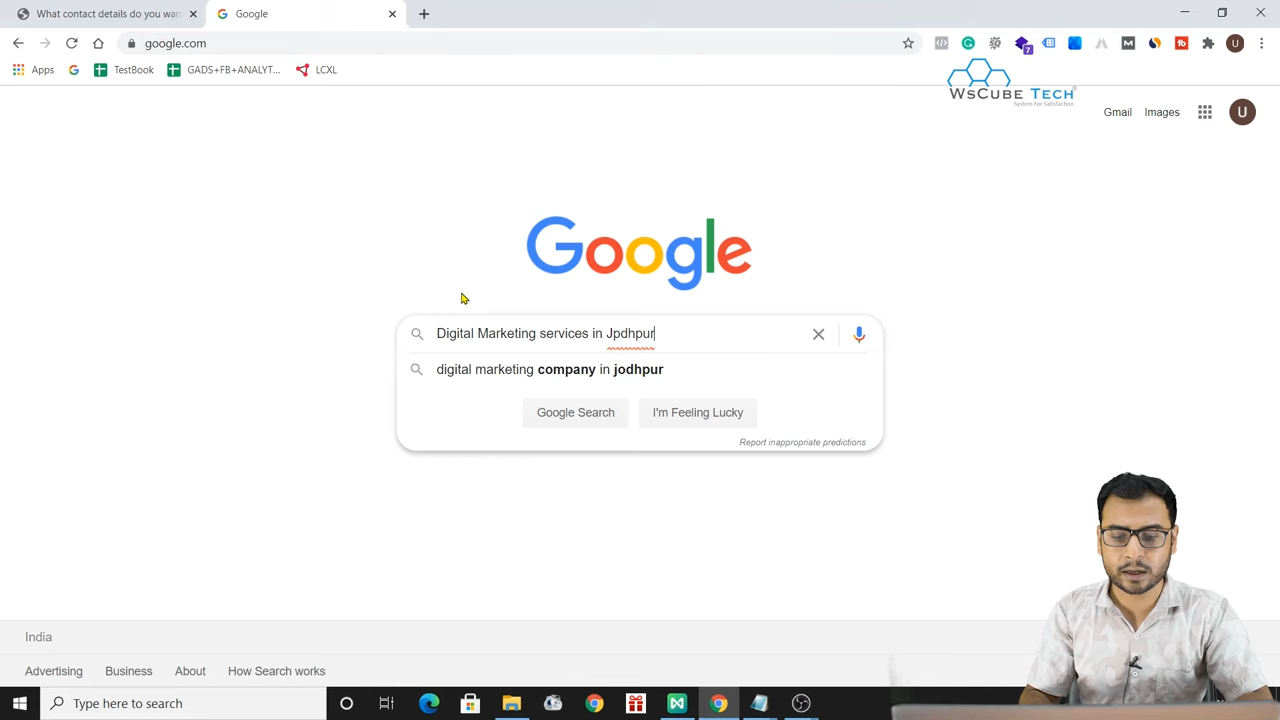 What contact details do you wan
Google
google.com
7
U
Apps
TestBook
GADS+FB+ANALYT...
LCXL
WSCUBE TECH
System For Satisfaction
Gmail
Images
U
Google
Digital Marketing services in Jpdhpur
digital marketing company in jodhpur
Google Search
I'm Feeling Lucky
Report inappropriate predictions
India
Advertising
Business
About
How Search works
Type here to search